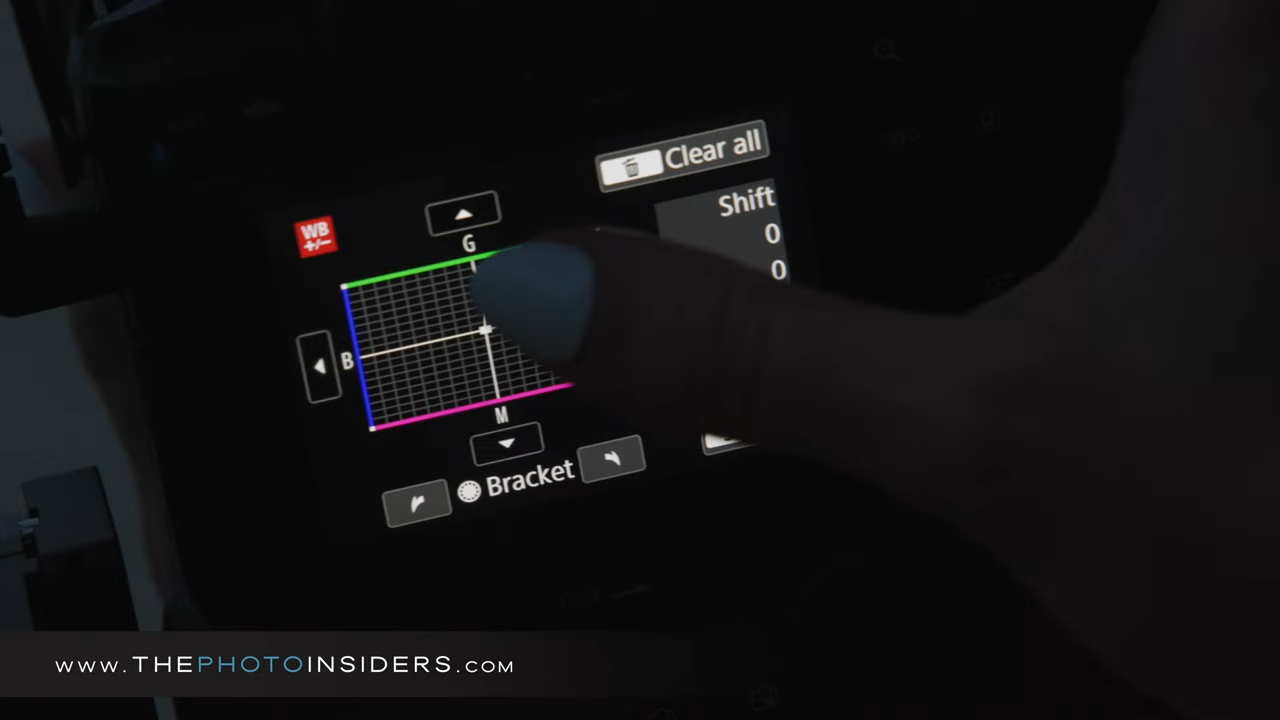 Clear all
WB
+/-
Shift
0
0
G
B
M
Bracket
www.THEPHOTOINSIDERS.com